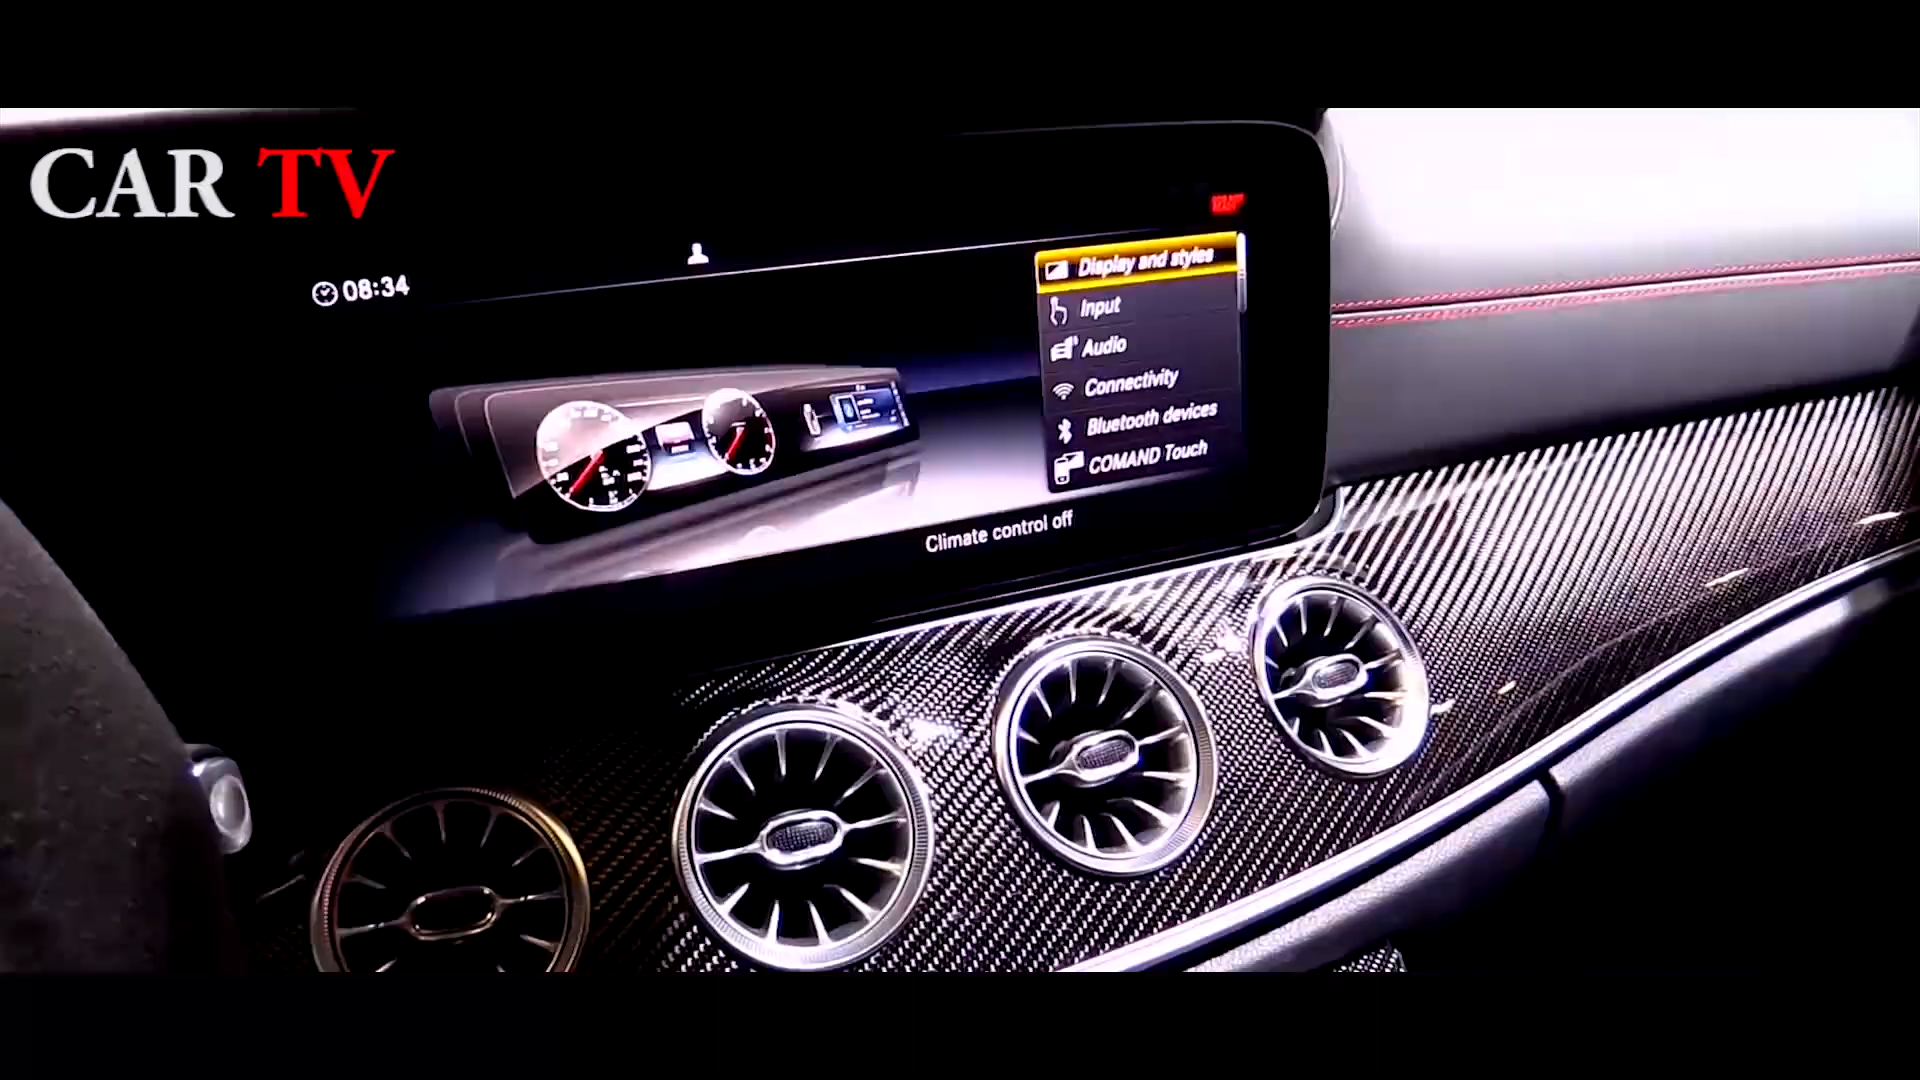 CAR TV
08:34
Display and styles
Input
Audio
Connectivity
Bluetooth devices
COMAND Touch
Climate control off